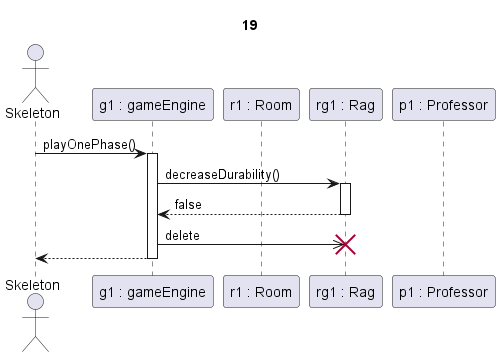 19
Skeleton
g1 : gameEngine
r1 : Room
rg1 : Rag
p1 : Professor
playOnePhase()
decreaseDurability()
false
delete
Skeleton
g1 : gameEngine
r1 : Room
rg1 : Rag
p1 : Professor